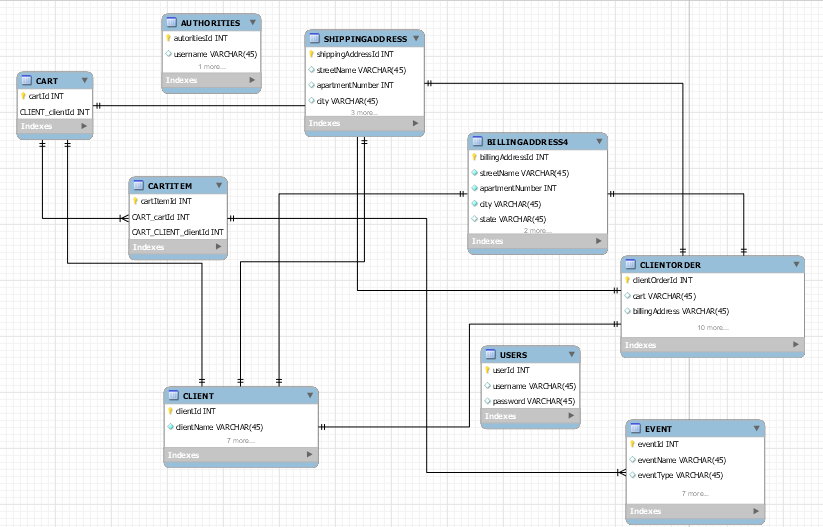 AUTHORITIES
autoritiesId INT
username VARCHAR(45)
1 more...
Indexes
SHIPPINGADDRESS
shippingAddressId INT
streetName VARCHAR(45)
apartmentNumber INT
city VARCHAR(45)
3 more...
Indexes
CART
cartId INT
CLIENT_clientId INT
Indexes
BILLINGADDRESS4
billingAddressId INT
streetName VARCHAR(45)
apartmentNumber INT
city VARCHAR(45)
state VARCHAR(45)
2 more...
Indexes
CARTITEM
cartItemId INT
CART_cartId INT
CART_CLIENT_clientId INT
Indexes
CLIENTORDER
clientOrderId INT
cart VARCHAR(45)
billingAddress VARCHAR(45)
10 more...
Indexes
USERS
userId INT
username VARCHAR(45)
password VARCHAR(45)
Indexes
CLIENT
clientId INT
clientName VARCHAR(45)
7 more...
Indexes
EVENT
eventId INT
eventName VARCHAR(45)
eventType VARCHAR(45)
7 more...
Indexes